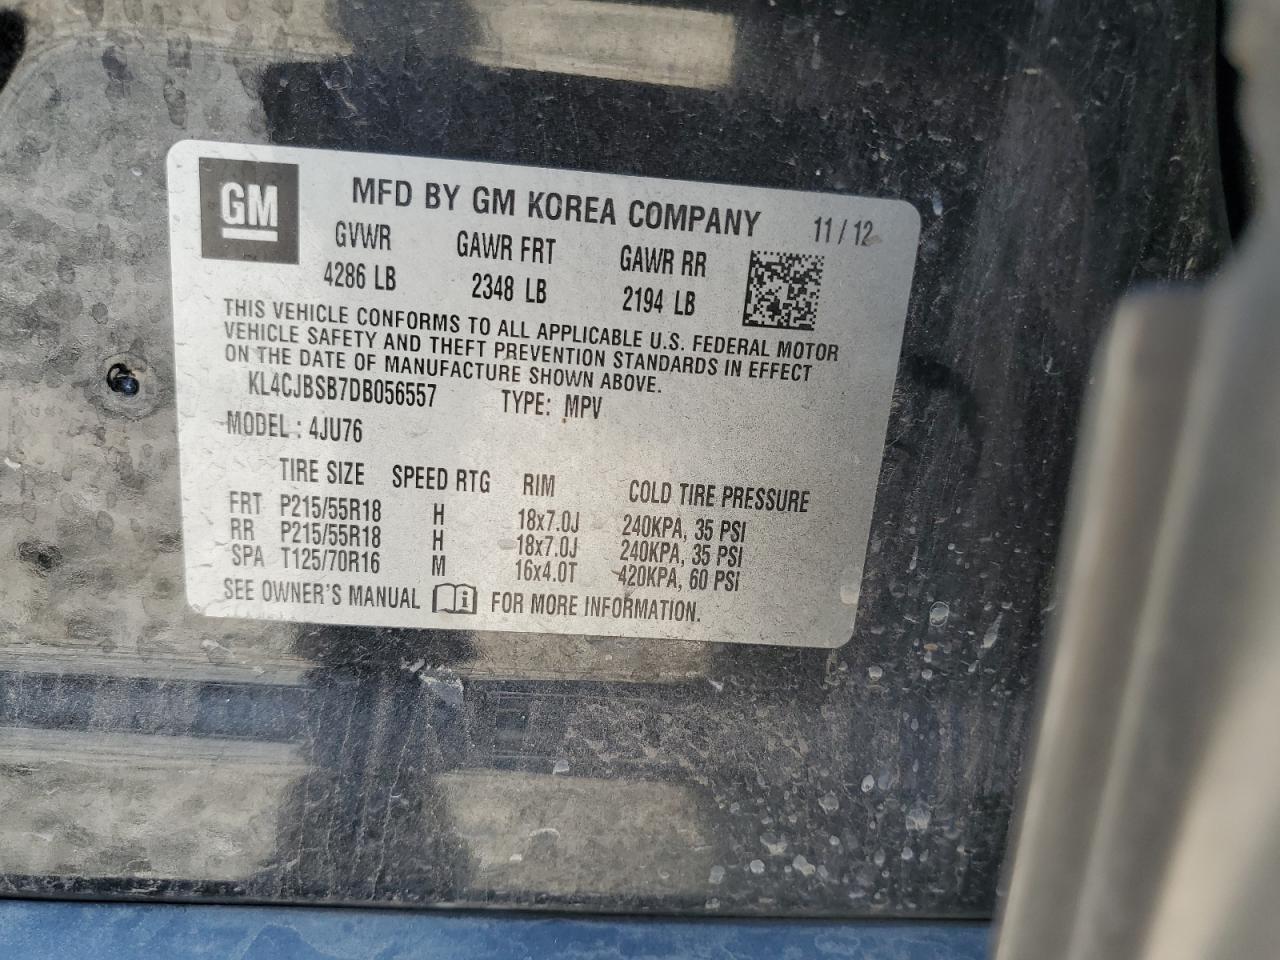 GM MFD BY GM KOREA COMPANY 11/12
GVWR GAWR FRT GAWR RR
4286 LB 2348 LB 2194 LB
THIS VEHICLE CONFORMS TO ALL APPLICABLE U.S. FEDERAL MOTOR
VEHICLE SAFETY AND THEFT PREVENTION STANDARDS IN EFFECT
ON THE DATE OF MANUFACTURE SHOWN ABOVE.
KL4CJBSB7DB056557 TYPE: MPV
MODEL : 4JU76
TIRE SIZE SPEED RTG RIM COLD TIRE PRESSURE
FRT P215/55R18 H 18x7.0J 240KPA, 35 PSI
RR P215/55R18 H 18x7.0J 240KPA, 35 PSI
SPA T125/70R16 M 16x4.0T 420KPA, 60 PSI
SEE OWNER'S MANUAL i FOR MORE INFORMATION.